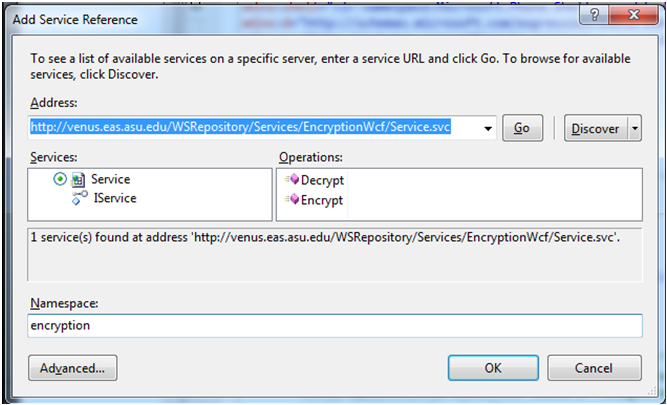 Add Service Reference
To see a list of available services on a specific server, enter a service URL and click Go. To browse for available
services, click Discover.
Address:
http://venus.eas.asu.edu/WSRepository/Services/EncryptionWcf/Service.svc
Go
Discover
Services:
Operations:
Service
IService
Decrypt
Encrypt
1 service(s) found at address 'http://venus.eas.asu.edu/WSRepository/Services/EncryptionWcf/Service.svc'.
Namespace:
encryption
Advanced...
OK
Cancel